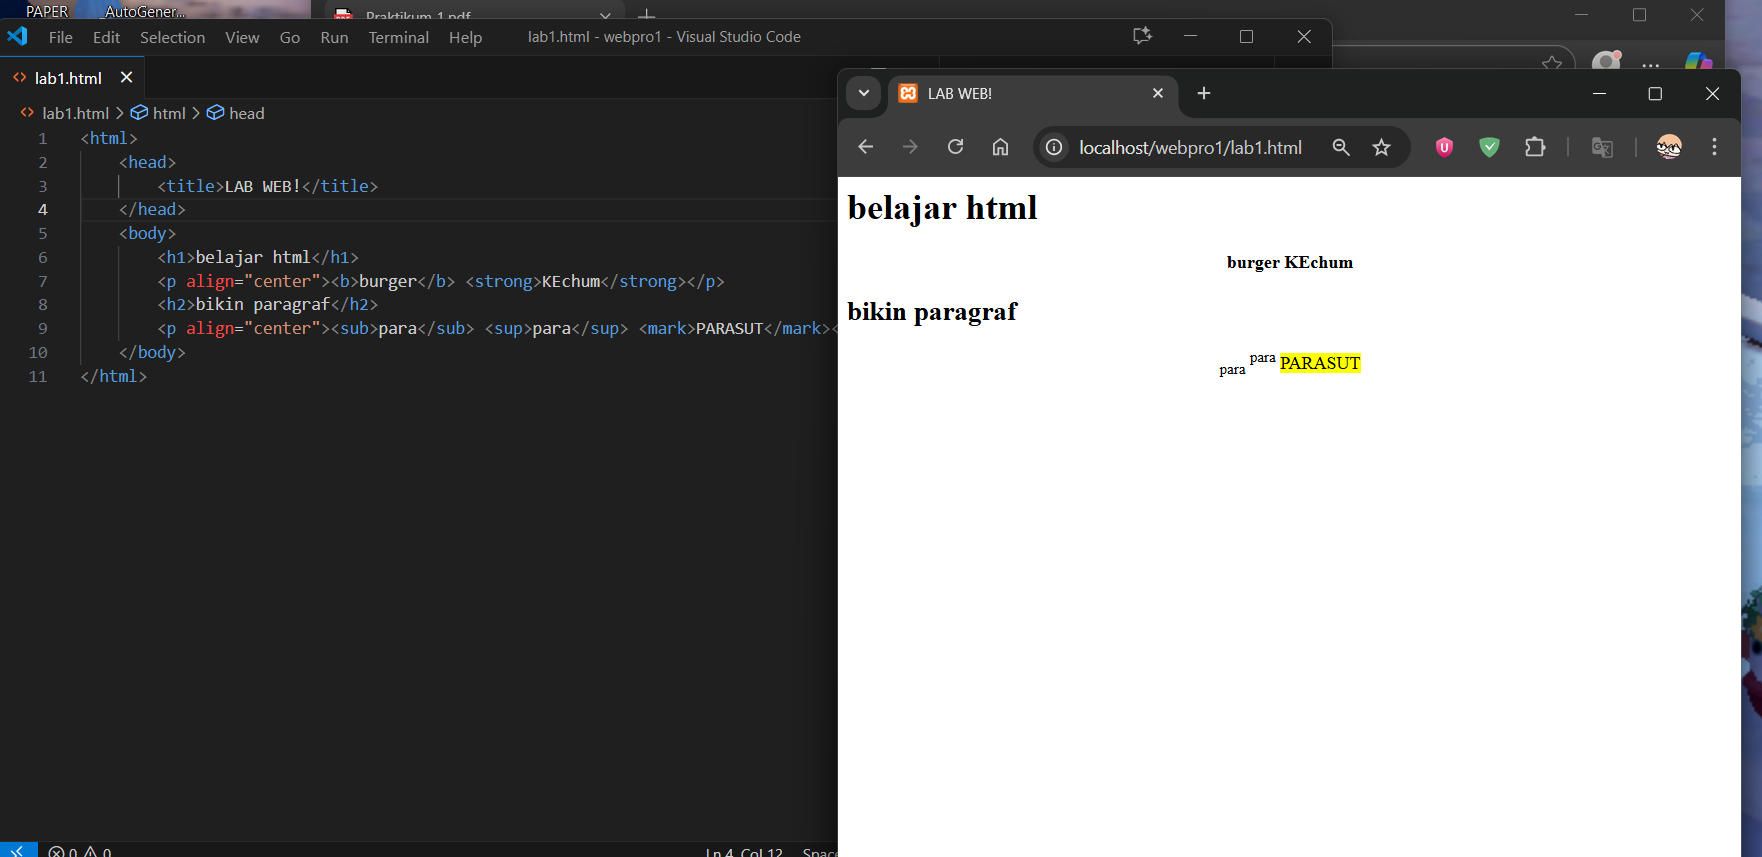 PAPER
_AutoGener...
Praktikum 1.pdf
File Edit Selection View Go Run Terminal Help
lab1.html - webpro1 - Visual Studio Code
lab1.html
lab1.html > html > head
1 <html>
2 <head>
3 <title>LAB WEB!</title>
4 </head>
5 <body>
6 <h1>belajar html</h1>
7 <p align="center"><b>burger</b> <strong>KEchum</strong></p>
8 <h2>bikin paragraf</h2>
9 <p align="center"><sub>para</sub> <sup>para</sup> <mark>PARASUT</mark><
10 </body>
11 </html>
0 0
Ln 4, Col 12
LAB WEB!
localhost/webpro1/lab1.html
belajar html
burger KEchum
bikin paragraf
para para PARASUT